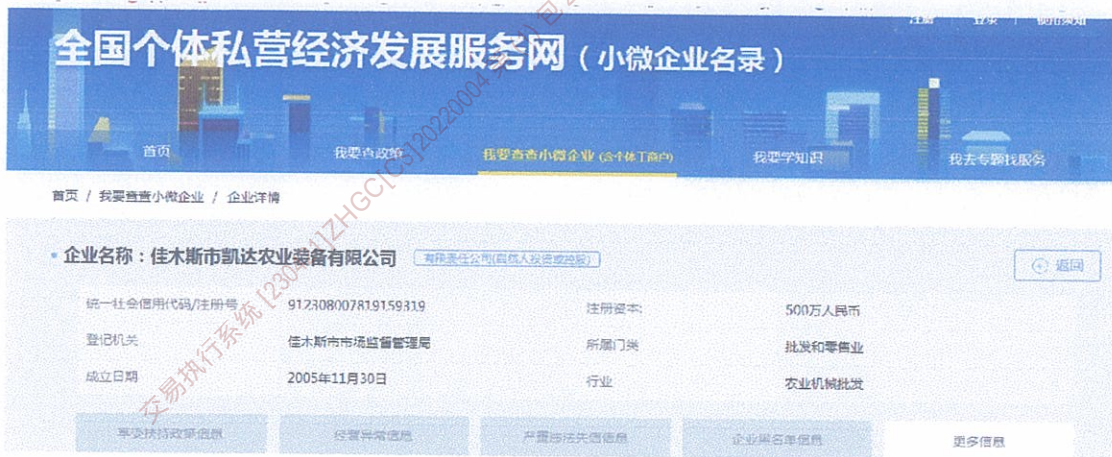 注册 | 登录 | 使用须知
全国个体私营经济发展服务网（小微企业名录）
首页 我要查政策 我要查查小微企业 (含个体工商户) 我要学知识 我去专题找服务
首页 / 我要查查小微企业 / 企业详情
企业名称：佳木斯市凯达农业装备有限公司 有限责任公司(自然人投资或控股) 返回
统一社会信用代码/注册号 912308007819159319 注册资本: 500万人民币
登记机关 佳木斯市市场监督管理局 所属门类 批发和零售业
成立日期 2005年11月30日 行业 农业机械批发
享受扶持政策信息 经营异常信息 严重违法失信信息 企业黑名单信息 更多信息